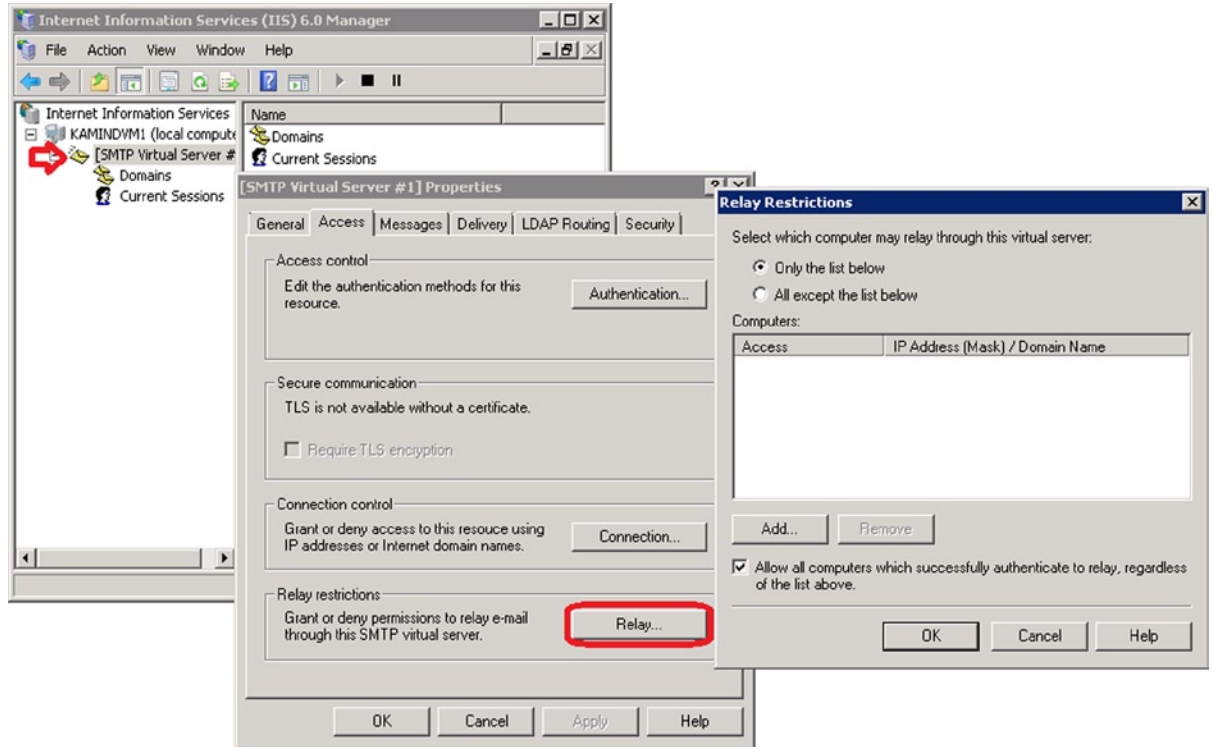 Internet Information Services (IIS) 6.0 Manager
File Action View Window Help
Internet Information Services
KAMINDVM1 (local compute
[SMTP Virtual Server #
Domains
Current Sessions
Name
Domains
Current Sessions
[SMTP Virtual Server #1] Properties
General Access Messages Delivery LDAP Routing Security
Access control
Edit the authentication methods for this
resource.
Authentication...
Secure communication
TLS is not available without a certificate.
Require TLS encryption
Connection control
Grant or deny access to this resouce using
IP addresses or Internet domain names.
Connection...
Relay restrictions
Grant or deny permissions to relay e-mail
through this SMTP virtual server.
Relay...
OK Cancel Apply Help
Relay Restrictions
Select which computer may relay through this virtual server:
Only the list below
All except the list below
Computers:
Access IP Address (Mask) / Domain Name
Add... Remove
Allow all computers which successfully authenticate to relay, regardless
of the list above.
OK Cancel Help